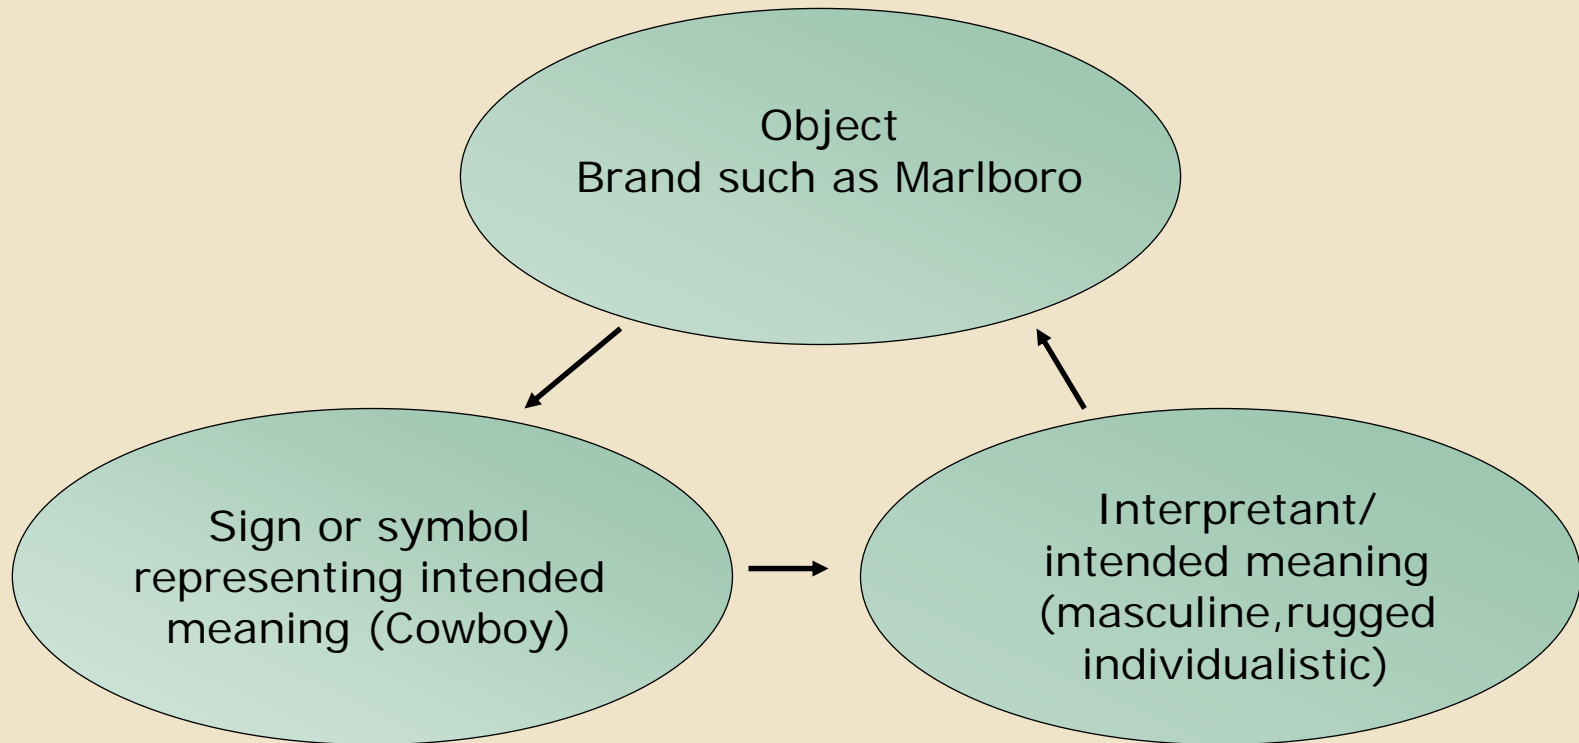 Object
Brand such as Marlboro
Sign or symbol
representing intended
meaning (Cowboy)
Interpretant/
intended meaning
(masculine,rugged
individualistic)